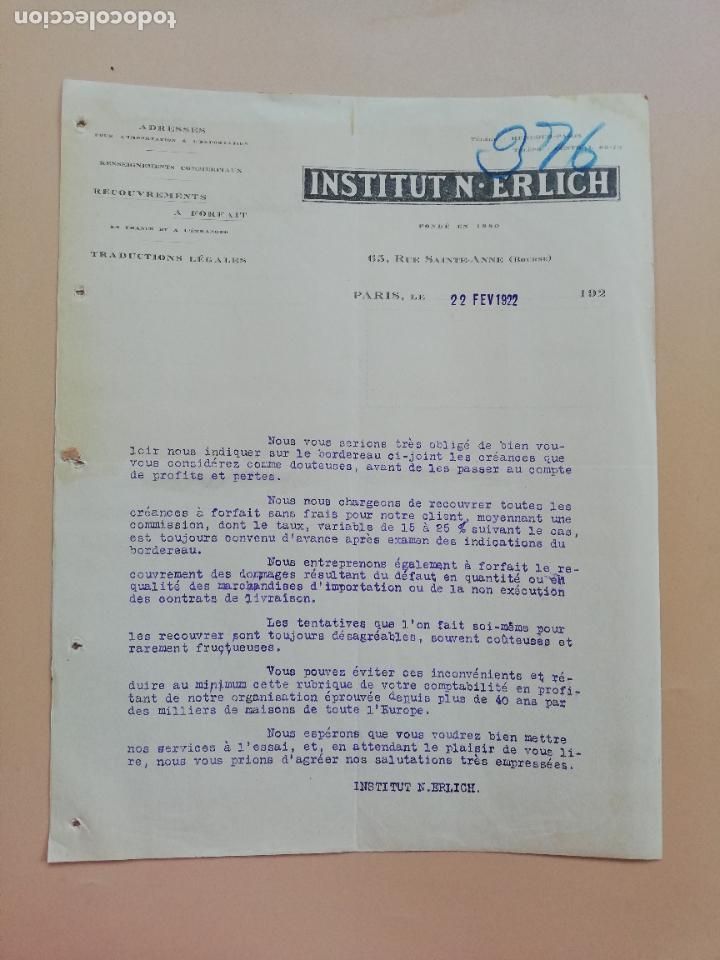 todocoleccion
ADRESSES
POUR L'IMPORTATION & L'EXPORTATION
RENSEIGNEMENTS COMMERCIAUX
RECOUVREMENTS
A FORFAIT
EN FRANCE ET A L'ÉTRANGER
TRADUCTIONS LÉGALES
376
INSTITUT N. ERLICH
FONDÉ EN 1880
65, RUE SAINTE-ANNE (BOURSE)
PARIS, LE 22 FEV 1922 192
Nous vous serions très obligé de bien vou-
loir nous indiquer sur le bordereau ci-joint les créances que
vous considérez comme douteuses, avant de les passer au compte
de profits et pertes.
Nous nous chargeons de recouvrer toutes les
créances à forfait sans frais pour notre client, moyennant une
commission, dont le taux, variable de 15 à 25 % suivant le cas,
est toujours convenu d'avance après examen des indications du
bordereau.
Nous entreprenons également à forfait le re-
couvrement des dommages résultant du défaut en quantité ou en
qualité des marchandises d'importation ou de la non exécution
des contrats de livraison.
Les tentatives que l'on fait soi-même pour
les recouvrer sont toujours désagréables, souvent coûteuses et
rarement fructueuses.
Vous pouvez éviter ces inconvénients et ré-
duire au minimum cette rubrique de votre comptabilité en profi-
tant de notre organisation éprouvée depuis plus de 40 ans par
des milliers de maisons de toute l'Europe.
Nous espérons que vous voudrez bien mettre
nos services à l'essai, et, en attendant le plaisir de vous li-
re, nous vous prions d'agréer nos salutations très empressées.
INSTITUT N.ERLICH.